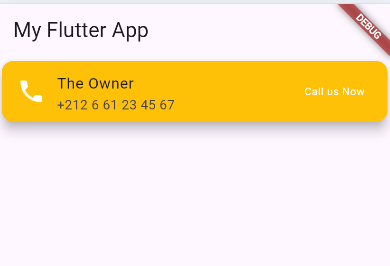 My Flutter App
DEBUG
The Owner
+212 6 61 23 45 67
Call us Now